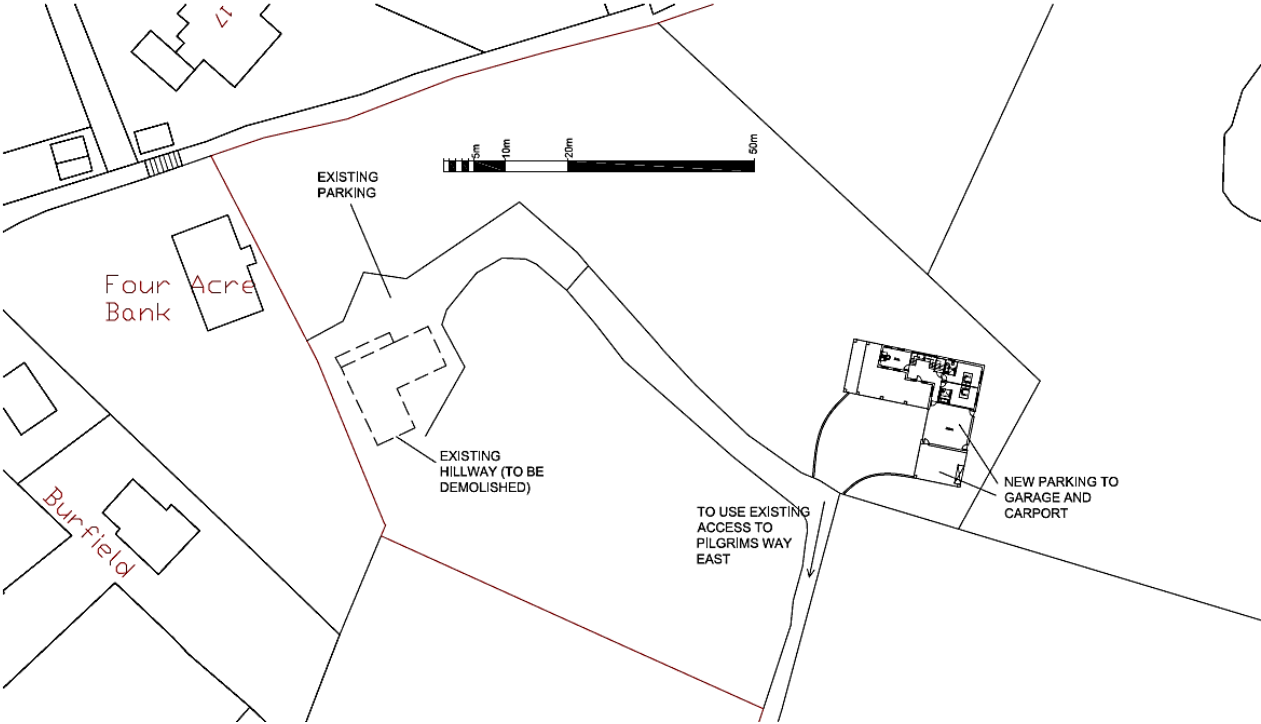 17
5m
10m
20m
50m
EXISTING
PARKING
Four Acre
Bank
EXISTING
HILLWAY (TO BE
DEMOLISHED)
NEW PARKING TO
GARAGE AND
CARPORT
Burfield
TO USE EXISTING
ACCESS TO
PILGRIMS WAY
EAST